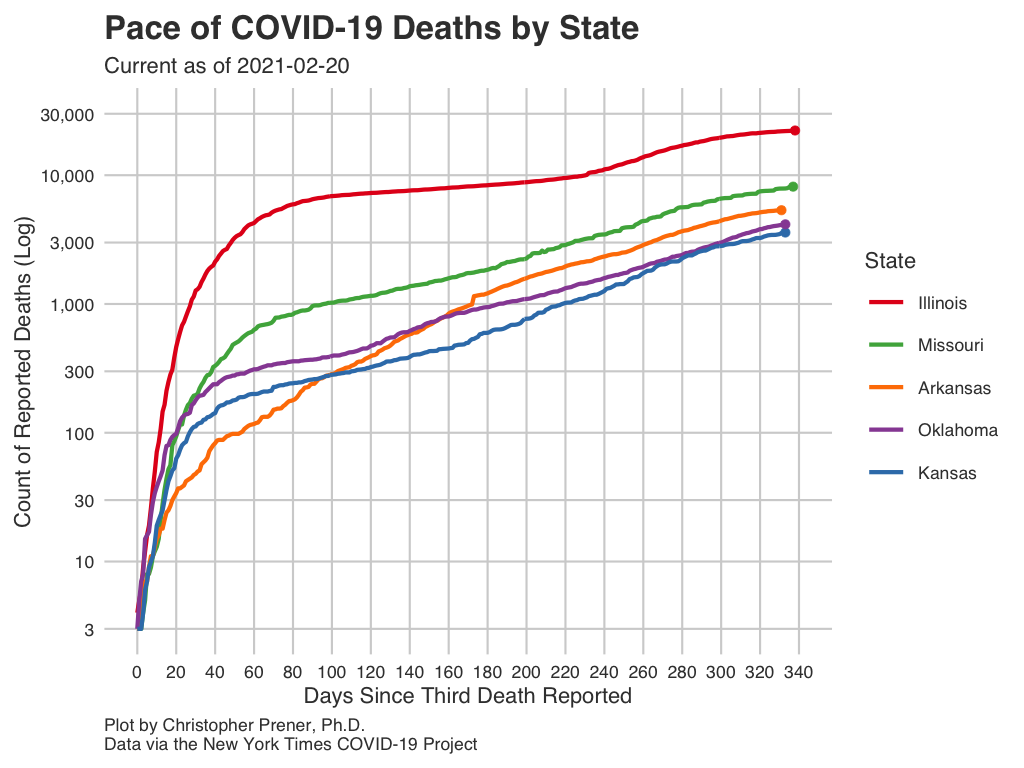 Pace of COVID-19 Deaths by State
Current as of 2021-02-20
Count of Reported Deaths (Log)
30,000
10,000
3,000
1,000
300
100
30
10
3
0 20 40 60 80 100 120 140 160 180 200 220 240 260 280 300 320 340
Days Since Third Death Reported
State
Illinois
Missouri
Arkansas
Oklahoma
Kansas
Plot by Christopher Prener, Ph.D.
Data via the New York Times COVID-19 Project